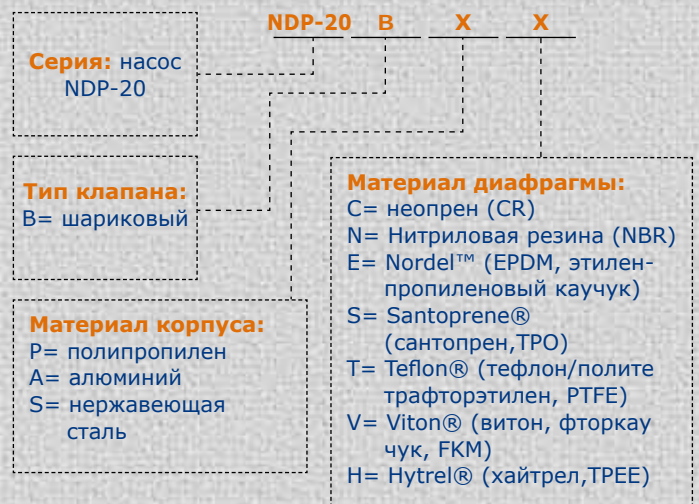 NDP-20 B X X
Серия: насос
NDP-20
Тип клапана:
B= шариковый
Материал корпуса:
P= полипропилен
A= алюминий
S= нержавеющая
сталь
Материал диафрагмы:
C= неопрен (CR)
N= Нитриловая резина (NBR)
E= Nordel™ (EPDM, этилен-
пропиленовый каучук)
S= Santoprene®
(сантопрен,TPO)
T= Teflon® (тефлон/полите
трафторэтилен, PTFE)
V= Viton® (витон, фторкау
чук, FKM)
H= Hytrel® (хайтрел,TPEE)